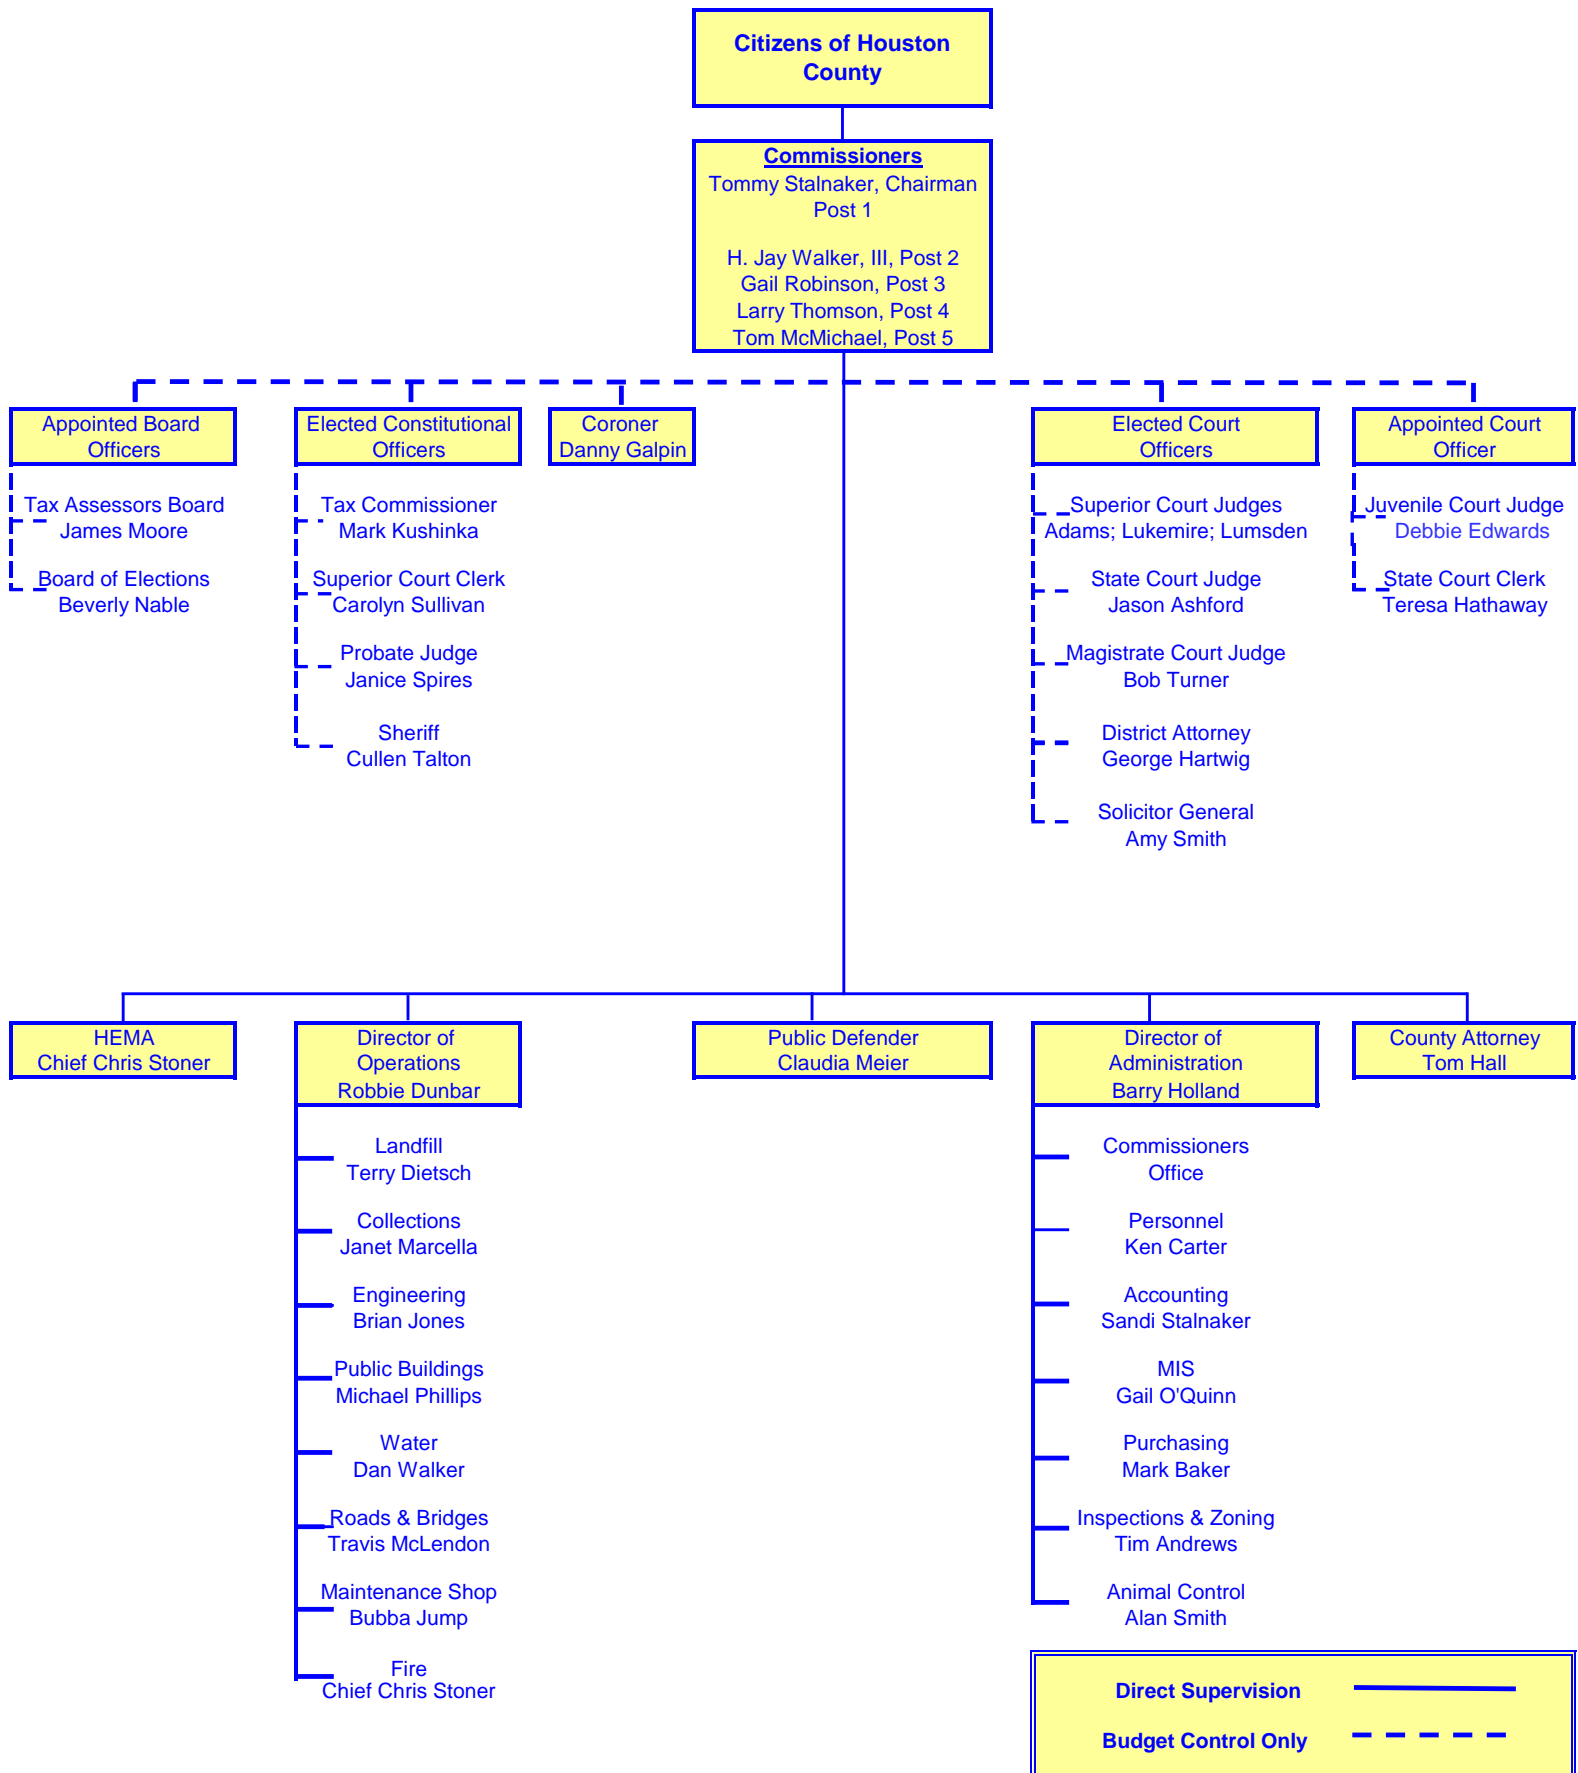 Citizens of Houston
County
Commissioners
Tommy Stalnaker, Chairman
Post 1
H. Jay Walker, III, Post 2
Gail Robinson, Post 3
Larry Thomson, Post 4
Tom McMichael, Post 5
Appointed Board
Officers
Tax Assessors Board
James Moore
Board of Elections
Beverly Nable
Elected Constitutional
Officers
Tax Commissioner
Mark Kushinka
Superior Court Clerk
Carolyn Sullivan
Probate Judge
Janice Spires
Sheriff
Cullen Talton
Coroner
Danny Galpin
Elected Court
Officers
Superior Court Judges
Adams; Lukemire; Lumsden
State Court Judge
Jason Ashford
Magistrate Court Judge
Bob Turner
District Attorney
George Hartwig
Solicitor General
Amy Smith
Appointed Court
Officer
Juvenile Court Judge
Debbie Edwards
State Court Clerk
Teresa Hathaway
HEMA
Chief Chris Stoner
Director of
Operations
Robbie Dunbar
Landfill
Terry Dietsch
Collections
Janet Marcella
Engineering
Brian Jones
Public Buildings
Michael Phillips
Water
Dan Walker
Roads & Bridges
Travis McLendon
Maintenance Shop
Bubba Jump
Fire
Chief Chris Stoner
Public Defender
Claudia Meier
Director of
Administration
Barry Holland
Commissioners
Office
Personnel
Ken Carter
Accounting
Sandi Stalnaker
MIS
Gail O'Quinn
Purchasing
Mark Baker
Inspections & Zoning
Tim Andrews
Animal Control
Alan Smith
County Attorney
Tom Hall
Direct Supervision
Budget Control Only